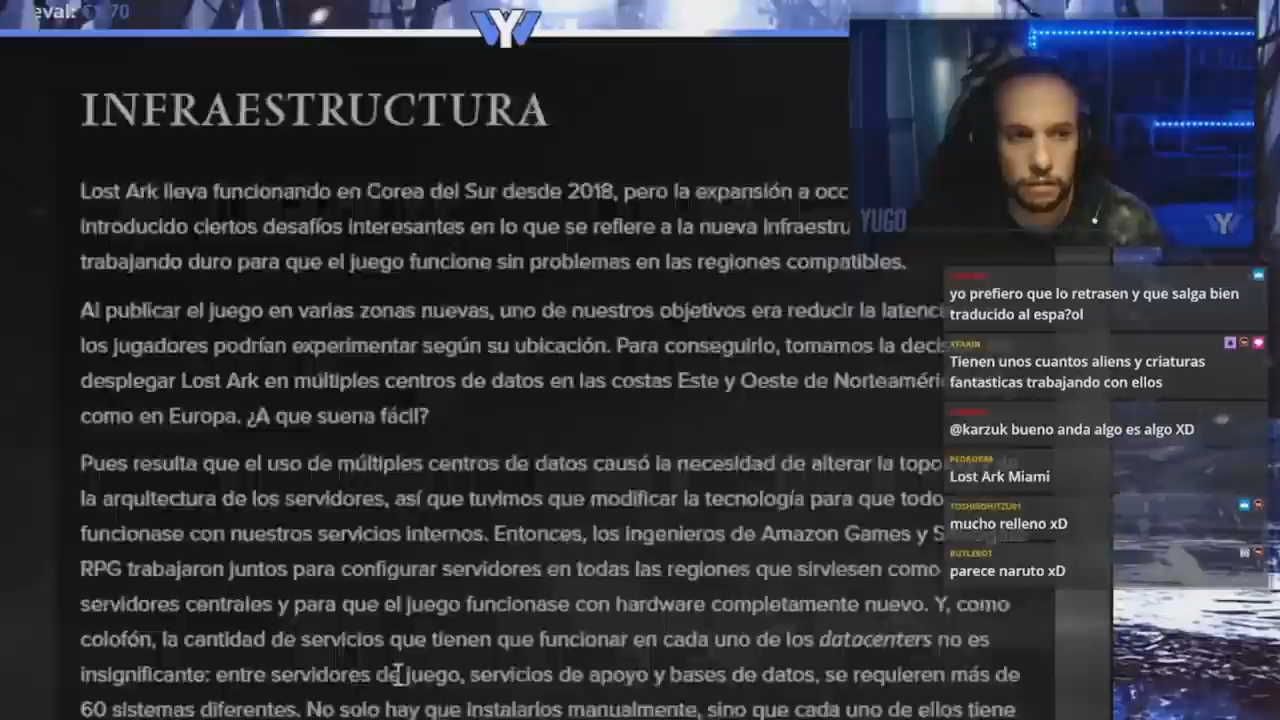 eval:
70
INFRAESTRUCTURA
Lost Ark lleva funcionando en Corea del Sur desde 2018, pero la expansión a occ
introducido ciertos desafíos interesantes en lo que se refiere a la nueva infraestru
trabajando duro para que el juego funcione sin problemas en las regiones compatibles.
Al publicar el juego en varias zonas nuevas, uno de nuestros objetivos era reducir la latenc
los jugadores podrían experimentar según su ubicación. Para conseguirlo, tomamos la decis
desplegar Lost Ark en múltiples centros de datos en las costas Este y Oeste de Norteaméric
como en Europa. ¿A que suena fácil?
Pues resulta que el uso de múltiples centros de datos causó la necesidad de alterar la topo
la arquitectura de los servidores, así que tuvimos que modificar la tecnología para que todo
funcionase con nuestros servicios internos. Entonces, los ingenieros de Amazon Games y S
RPG trabajaron juntos para configurar servidores en todas las regiones que sirviesen como
servidores centrales y para que el juego funcionase con hardware completamente nuevo. Y, como
colofón, la cantidad de servicios que tienen que funcionar en cada uno de los datacenters no es
insignificante: entre servidores de juego, servicios de apoyo y bases de datos, se requieren más de
60 sistemas diferentes. No solo hay que instalarlos manualmente, sino que cada uno de ellos tiene
YUGO
yo prefiero que lo retrasen y que salga bien
traducido al espa?ol
Tienen unos cuantos aliens y criaturas
fantasticas trabajando con ellos
@karzuk bueno anda algo es algo XD
Lost Ark Miami
mucho relleno xD
parece naruto xD